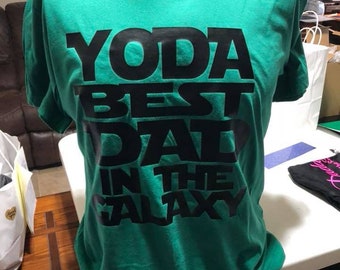 YODA
BEST
DAD
IN THE
GALAXY